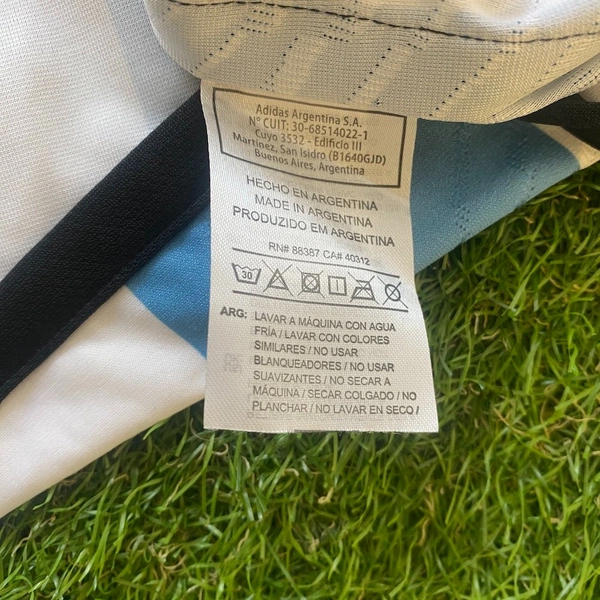 Adidas Argentina S.A.
N° CUIT: 30-68514022-1
Cuyo 3532 - Edificio III
Martinez, San Isidro (B1640GJD)
Buenos Aires, Argentina
HECHO EN ARGENTINA
MADE IN ARGENTINA
PRODUZIDO EM ARGENTINA
RN# 88387 CA# 40312
30
ARG: LAVAR A MÁQUINA CON AGUA
FRÍA / LAVAR CON COLORES
SIMILARES / NO USAR
BLANQUEADORES / NO USAR
SUAVIZANTES / NO SECAR A
MÁQUINA / SECAR COLGADO / NO
PLANCHAR / NO LAVAR EN SECO /